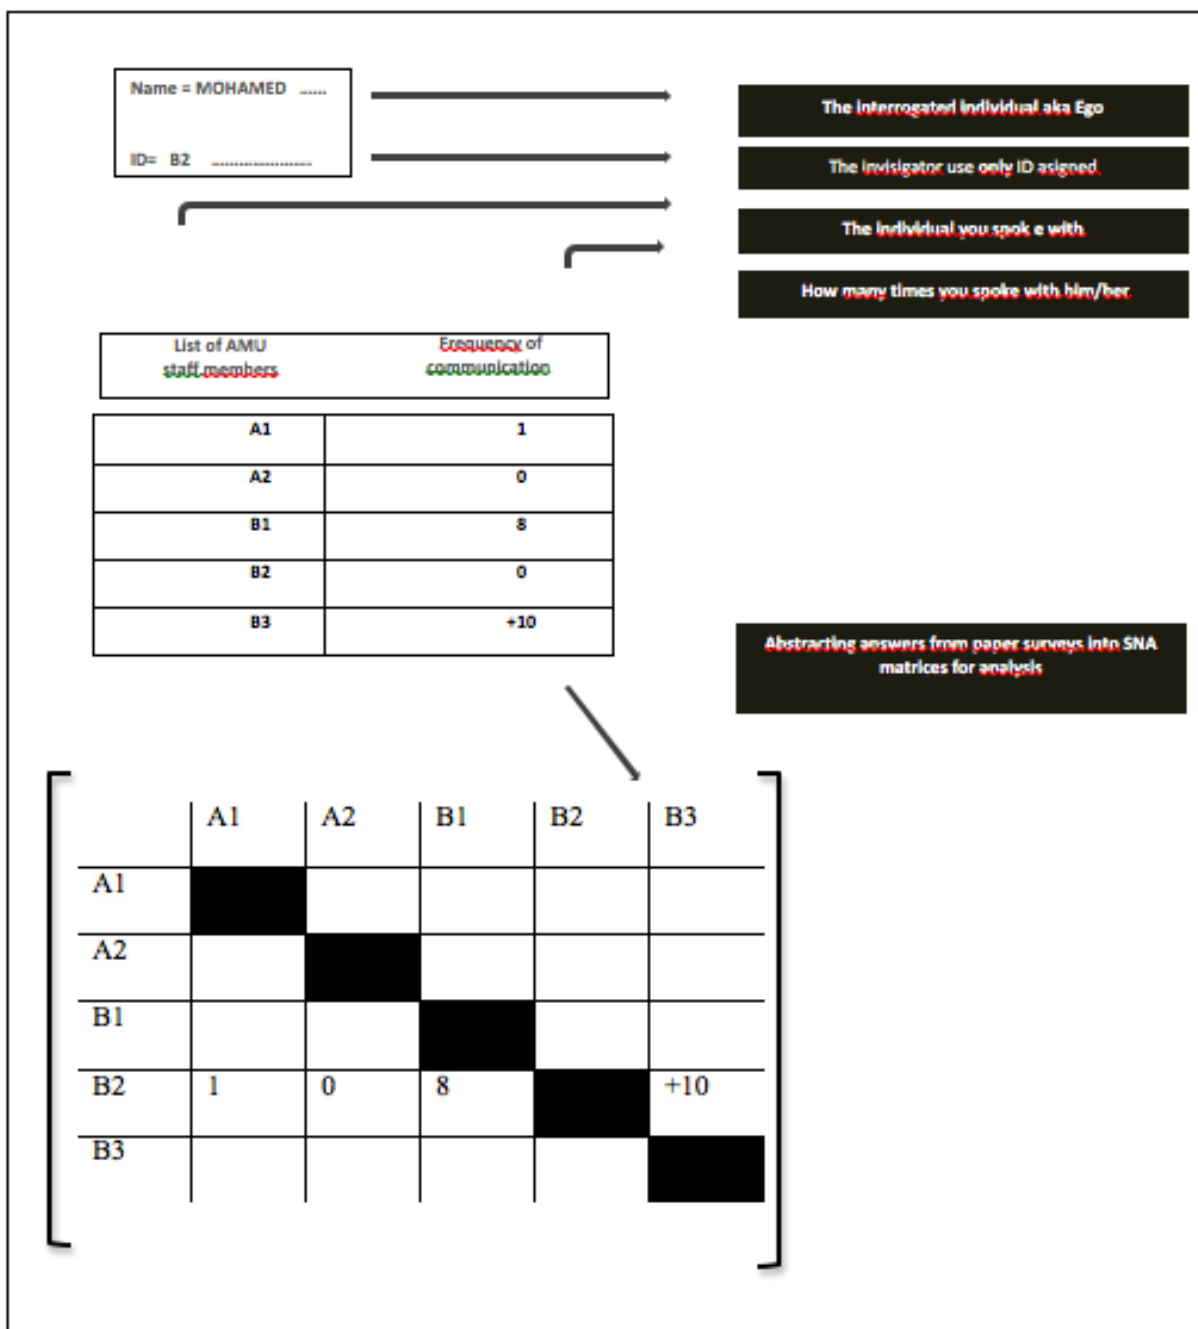 Name = MOHAMED ......
ID= B2 ......................
The interrogated individual aka Ego
The invisigator use only ID asigned
The individual you spok e with
How many times you spoke with him/her
List of AMU
staff members
Frequency of
communication
A1 1
A2 0
B1 8
B2 0
B3 +10
Abstracting answers from paper surveys into SNA
matrices for analysis
A1 A2 B1 B2 B3
A1
A2
B1
B2 1 0 8 +10
B3